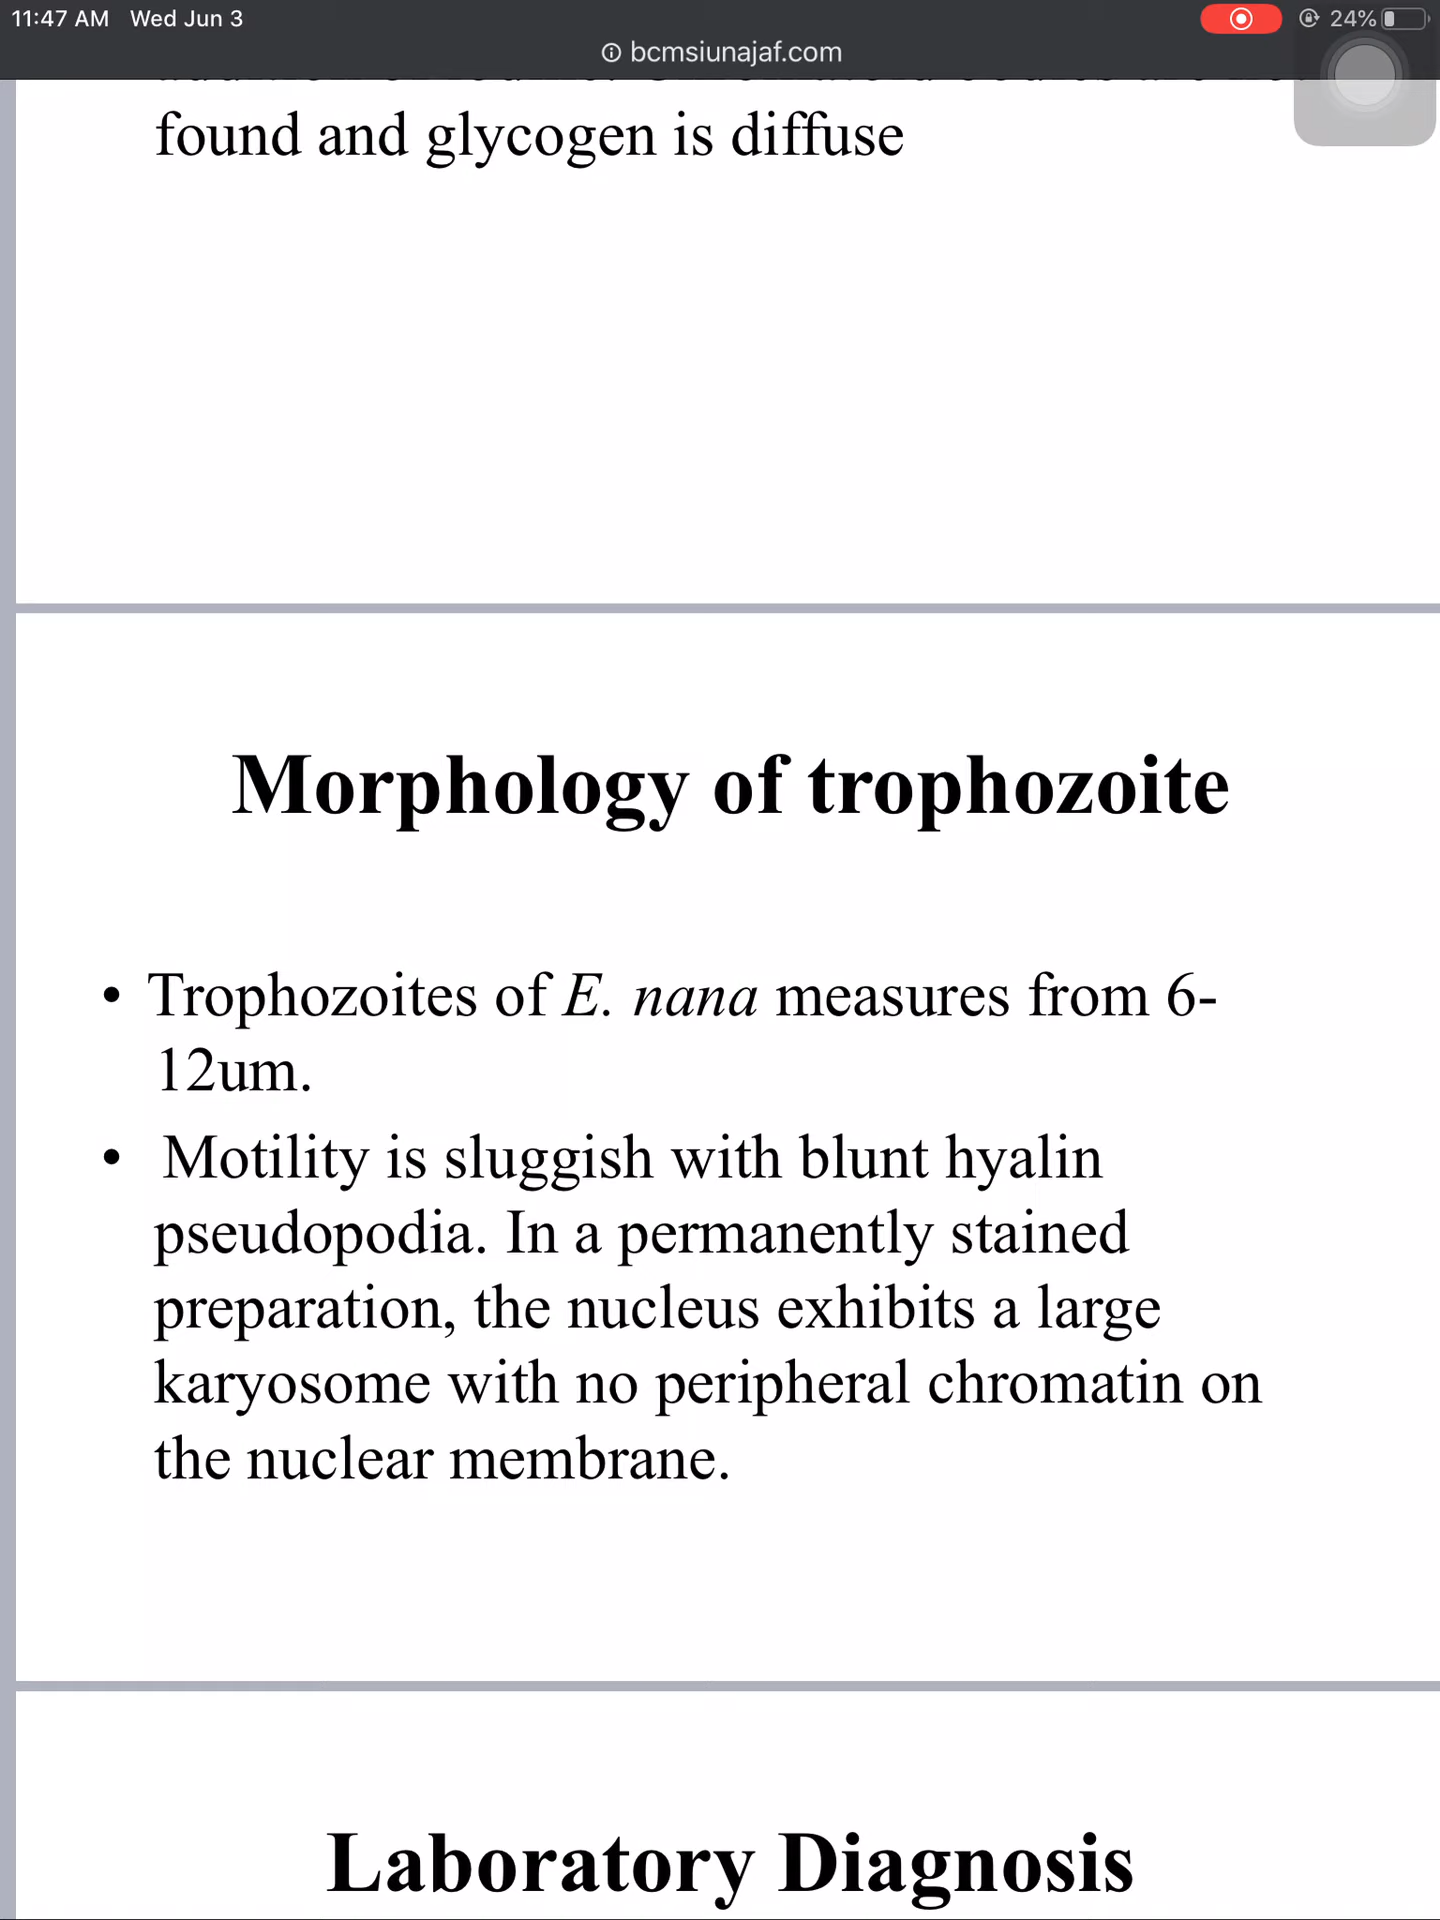 11:47 AM Wed Jun 3
24%
bcmsiunajaf.com
found and glycogen is diffuse
Morphology of trophozoite
• Trophozoites of E. nana measures from 6-
12um.
• Motility is sluggish with blunt hyalin
pseudopodia. In a permanently stained
preparation, the nucleus exhibits a large
karyosome with no peripheral chromatin on
the nuclear membrane.
Laboratory Diagnosis